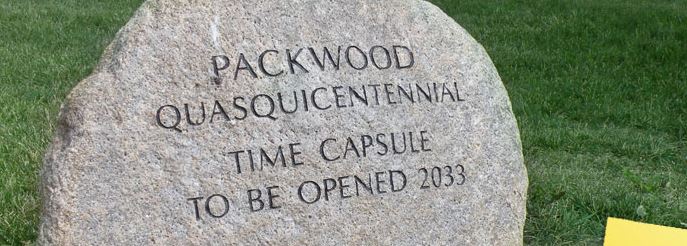 PACKWOOD
QUASQUICENTENNIAL
TIME CAPSULE
TO BE OPENED 2033